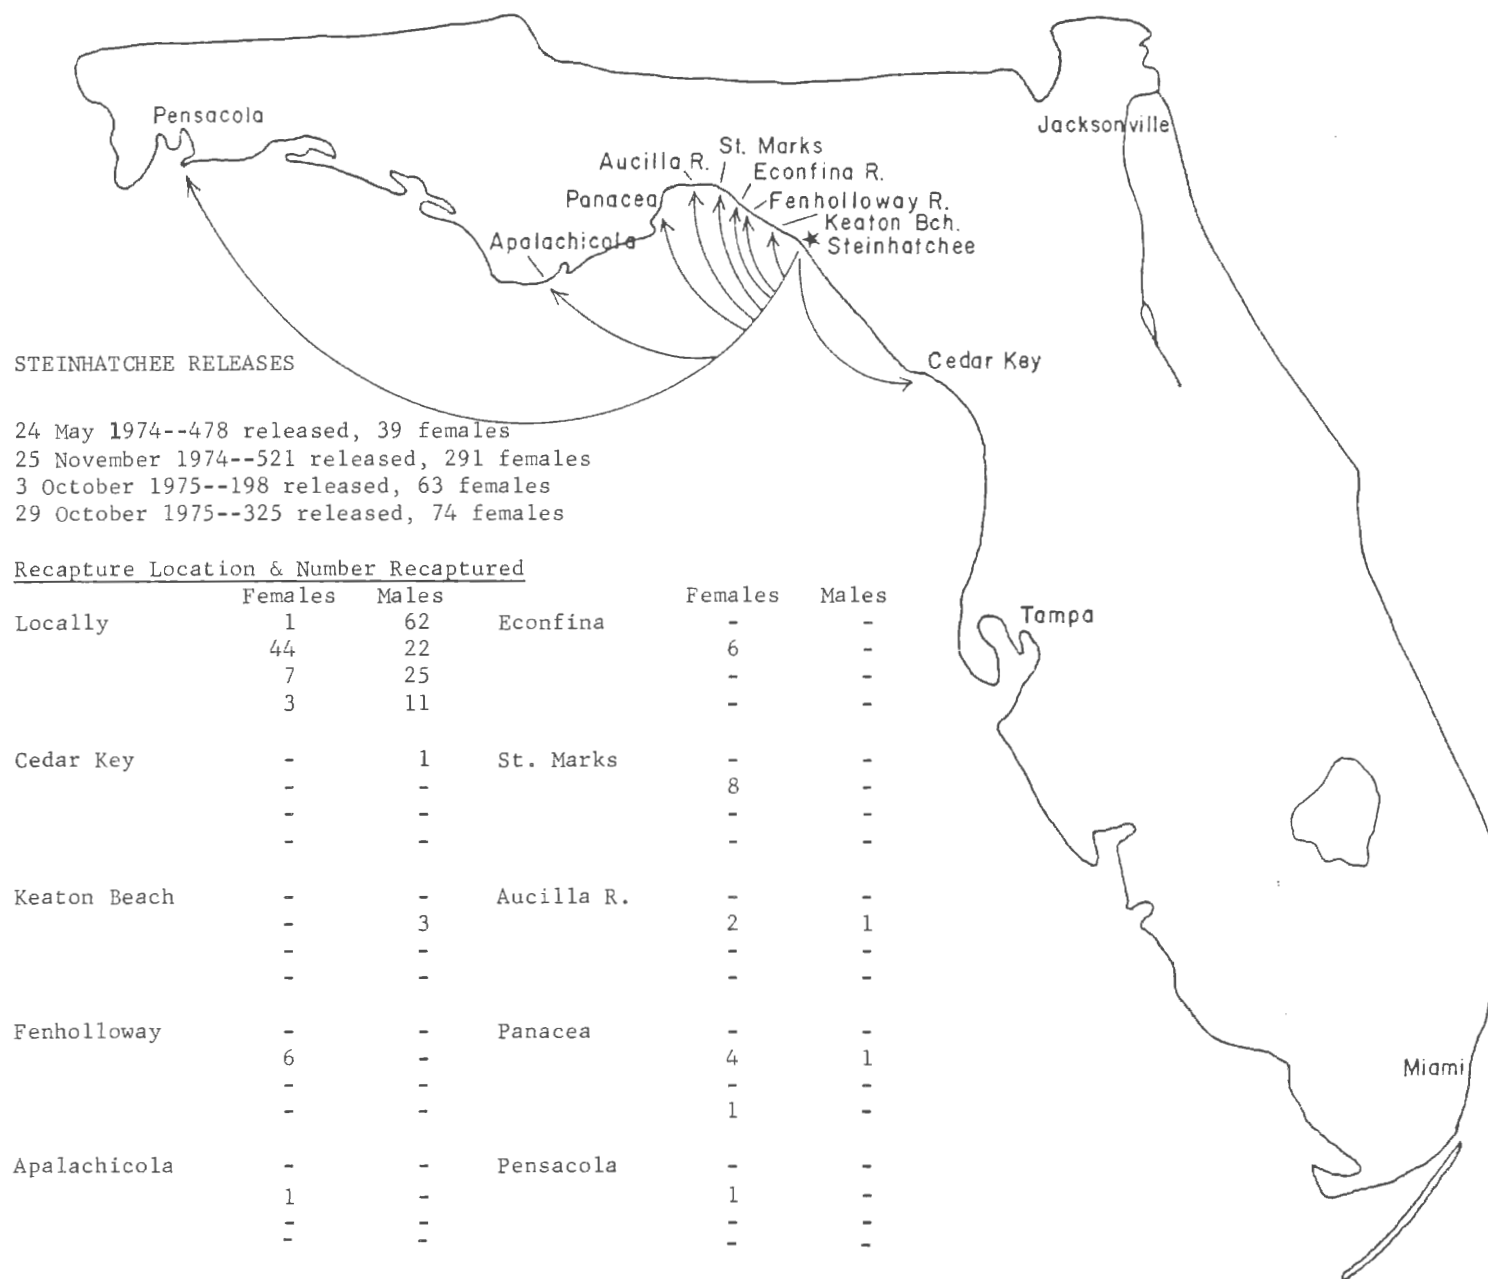 Pensacola
Jacksonville
St. Marks
Aucilla R.
Econfina R.
Panacea
Fenholloway R.
Keaton Bch.
Apalachicola
Steinhatchee
Cedar Key
STEINHATCHEE RELEASES
24 May 1974--478 released, 39 females
25 November 1974--521 released, 291 females
3 October 1975--198 released, 63 females
29 October 1975--325 released, 74 females
Recapture Location & Number Recaptured
Females Males Females Males
Locally 1 62 Econfina - -
44 22 6 -
7 25 - -
3 11 - -
Tampa
Cedar Key - 1 St. Marks - -
- - 8 -
- - - -
- - - -
Keaton Beach - - Aucilla R. - -
- 3 2 1
- - - -
- - - -
Fenholloway - - Panacea - -
6 - 4 1
- - - -
- - 1 -
Miami
Apalachicola - - Pensacola - -
1 - 1 -
- - - -
- - - -